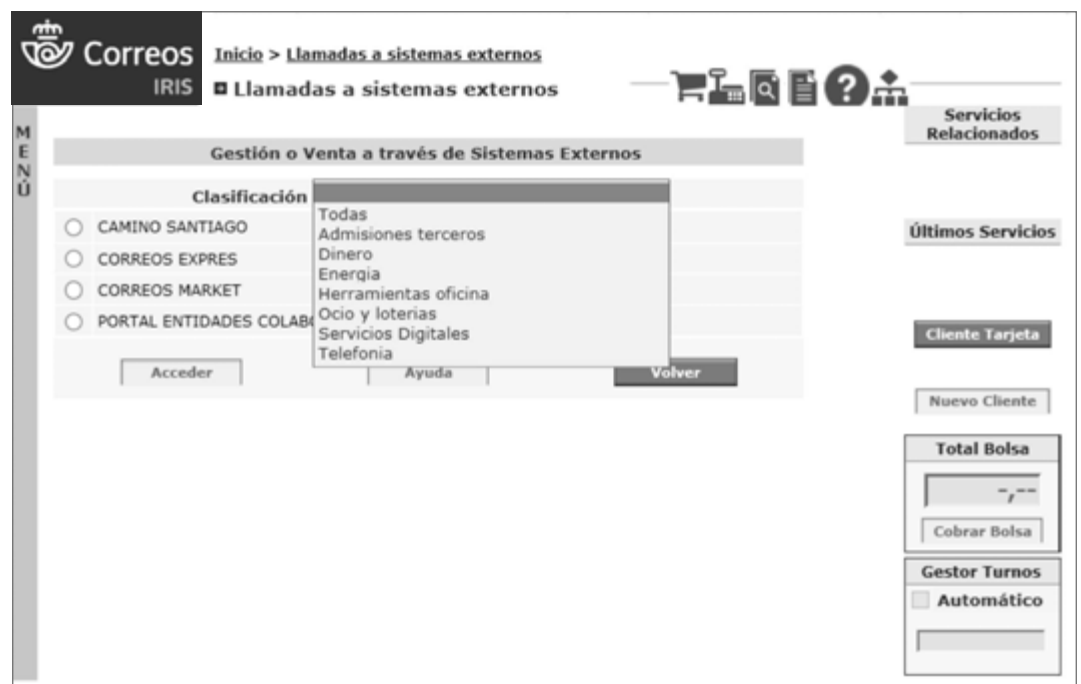 Correos
IRIS
Inicio > Llamadas a sistemas externos
Llamadas a sistemas externos
?
MENÚ
Gestión o Venta a través de Sistemas Externos
Clasificación
Todas
Admisiones terceros
Dinero
Energia
Herramientas oficina
Ocio y loterias
Servicios Digitales
Telefonia
CAMINO SANTIAGO
CORREOS EXPRES
CORREOS MARKET
PORTAL ENTIDADES COLAB
Acceder
Ayuda
Volver
Servicios
Relacionados
Últimos Servicios
Cliente Tarjeta
Nuevo Cliente
Total Bolsa
-,--
Cobrar Bolsa
Gestor Turnos
Automático